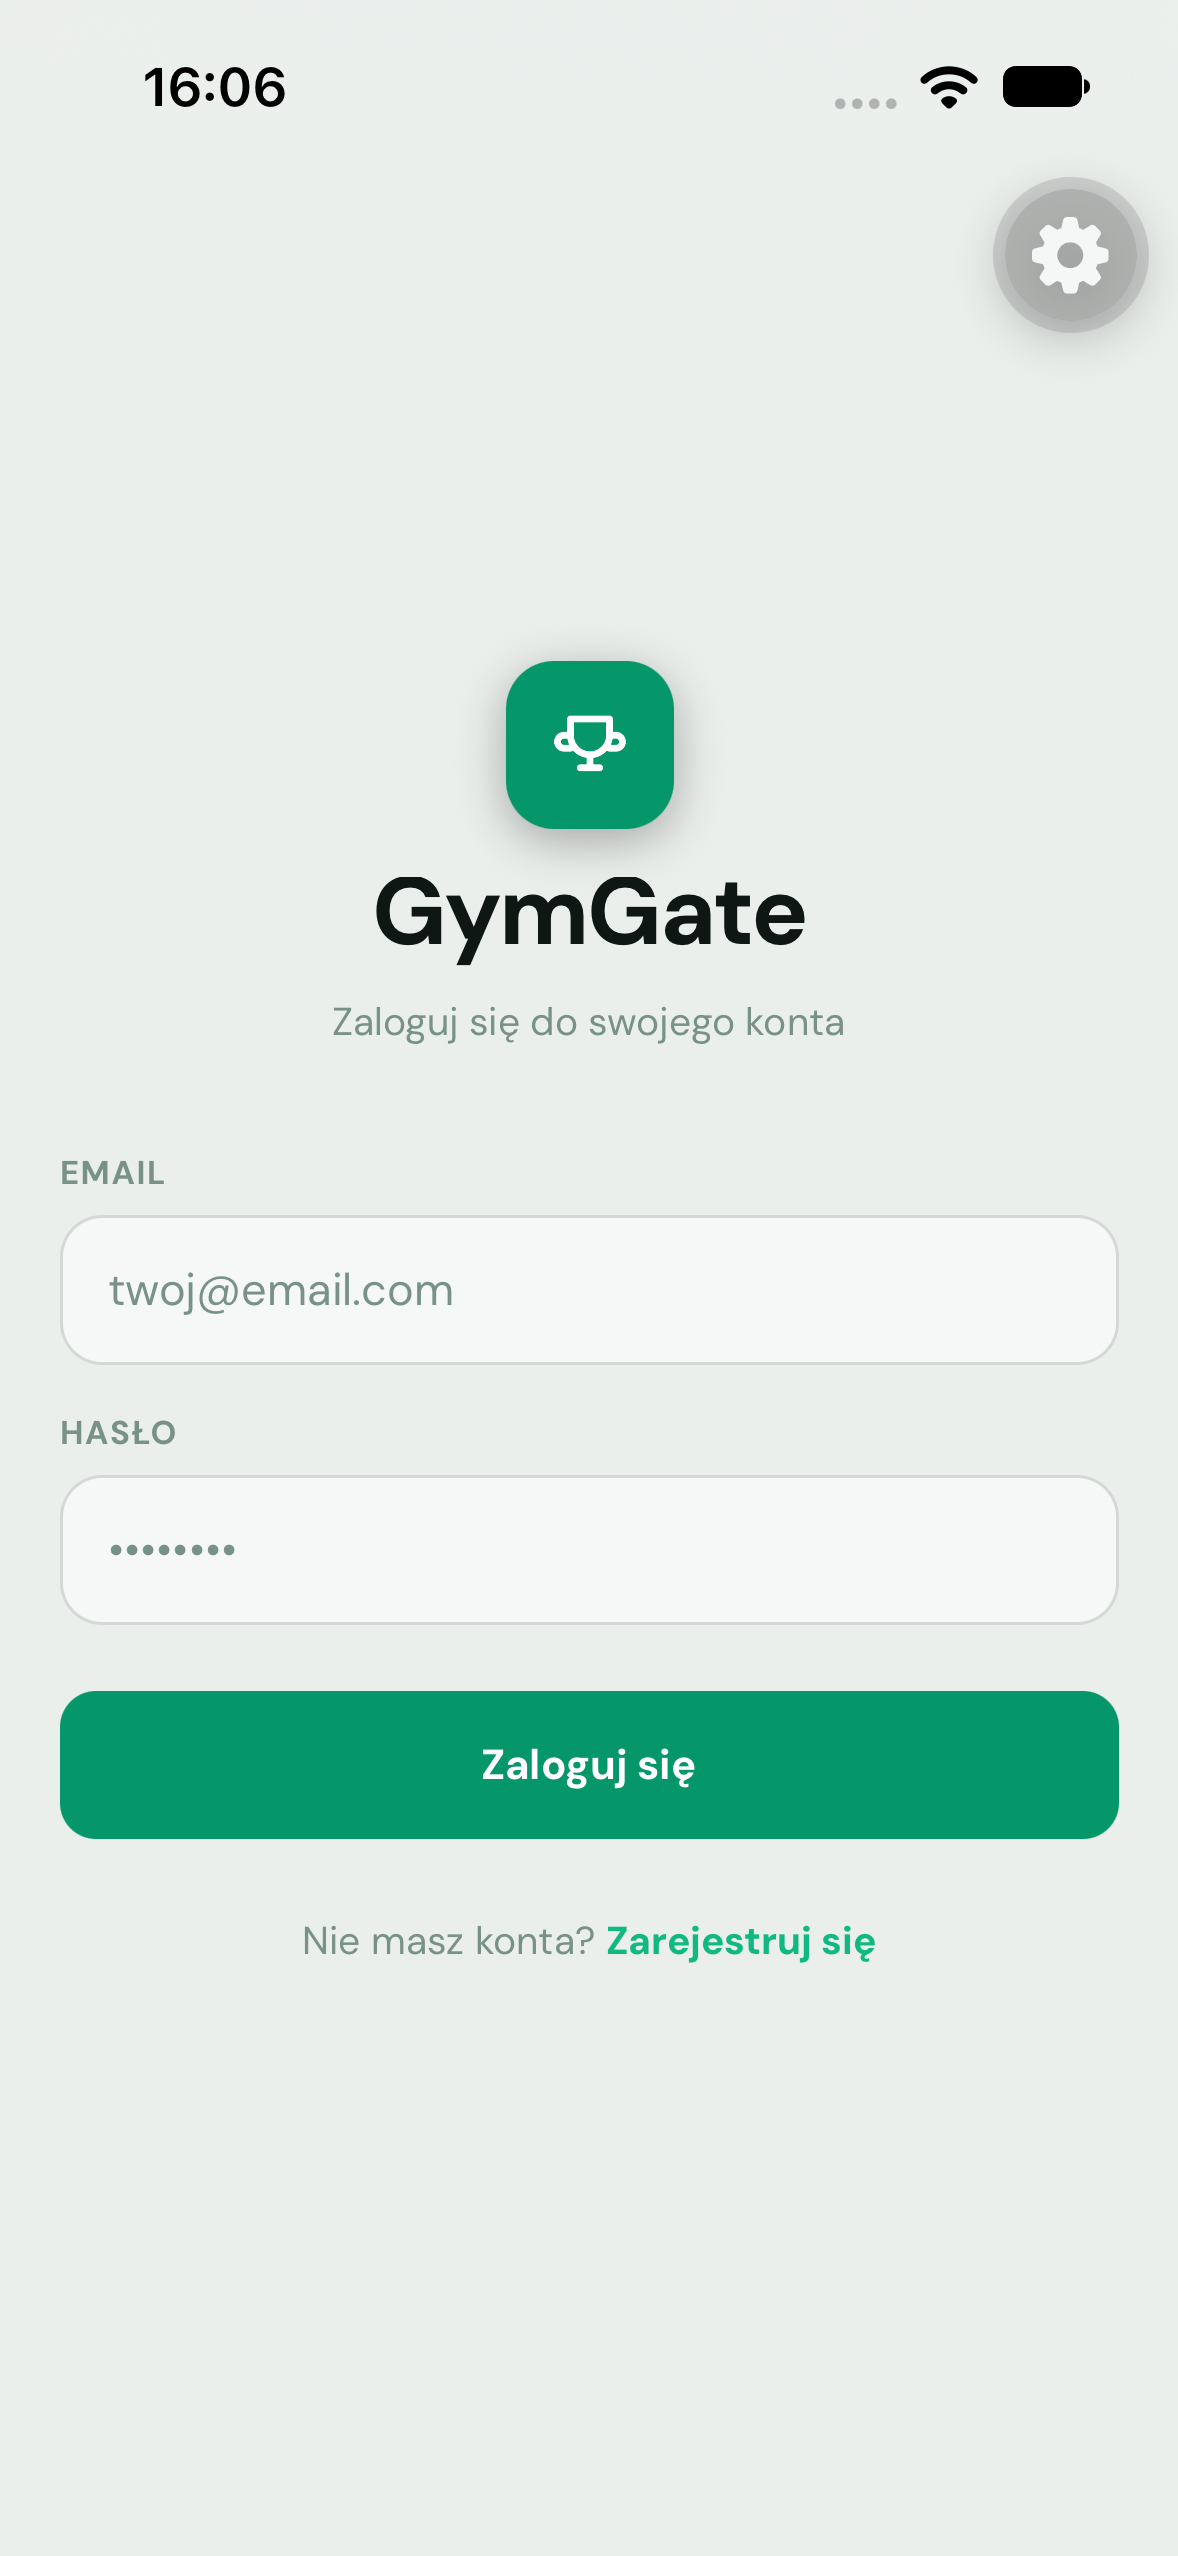 16:06
GymGate
Zaloguj się do swojego konta
EMAIL
twoj@email.com
HASŁO
••••••••
Zaloguj się
Nie masz konta? Zarejestruj się